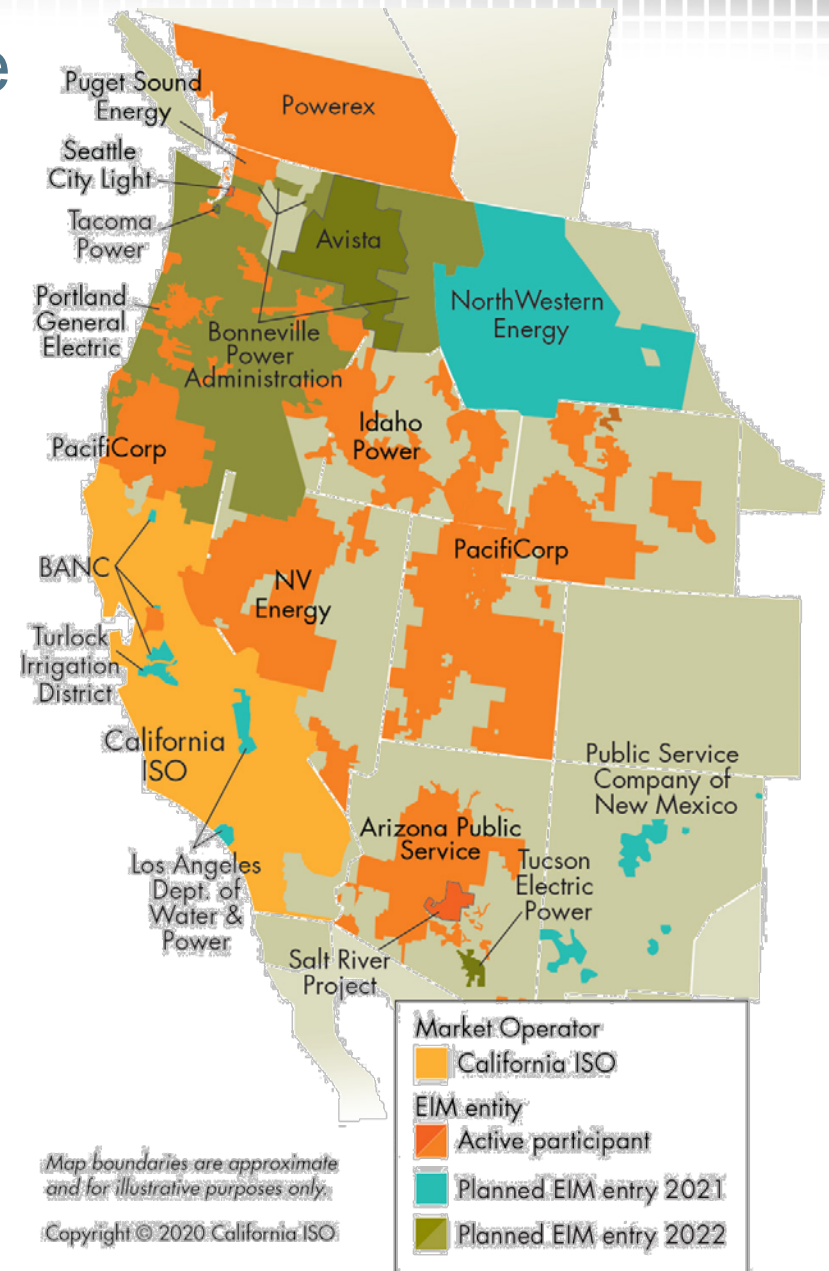 e
Puget Sound
Energy
Powerex
Seattle
City Light
Tacoma
Power
Avista
Portland
General
Electric
NorthWestern
Energy
Bonneville
Power
Administration
Idaho
Power
PacifiCorp
PacifiCorp
BANC
NV
Energy
Turlock
Irrigation
District
California
ISO
Public Service
Company of
New Mexico
Arizona Public
Service
Los Angeles
Dept. of
Water &
Power
Tucson
Electric
Power
Salt River
Project
Market Operator
California ISO
EIM entity
Active participant
Planned EIM entry 2021
Planned EIM entry 2022
Map boundaries are approximate
and for illustrative purposes only.
Copyright © 2020 California ISO